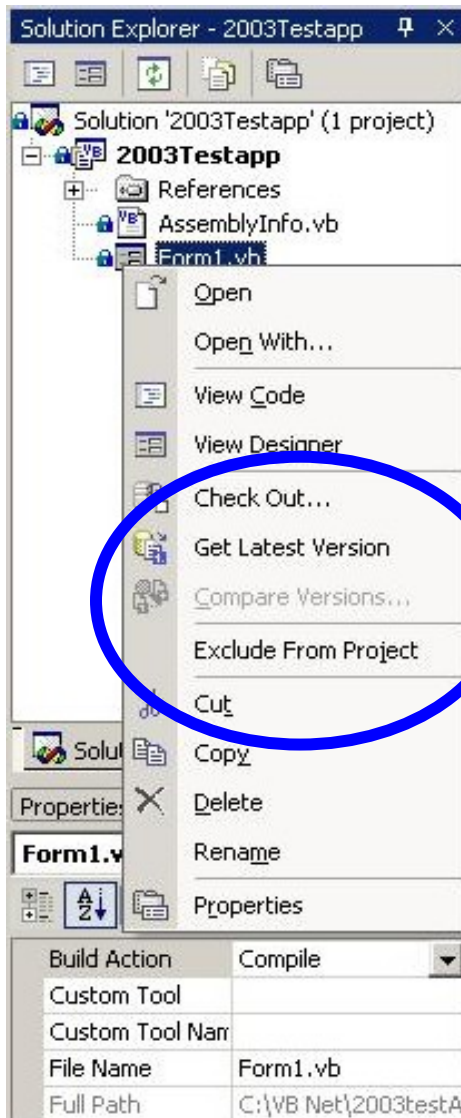 Solution Explorer - 2003Testapp
Solution '2003Testapp' (1 project)
2003Testapp
References
AssemblyInfo.vb
Form1.vb
Open
Open With...
View Code
View Designer
Check Out...
Get Latest Version
Compare Versions...
Exclude From Project
Cut
Copy
Delete
Rename
Properties
Solut
Properties
Form1.v
Build Action Compile
Custom Tool
Custom Tool Nam
File Name Form1.vb
Full Path C:\VB Net\2003testA